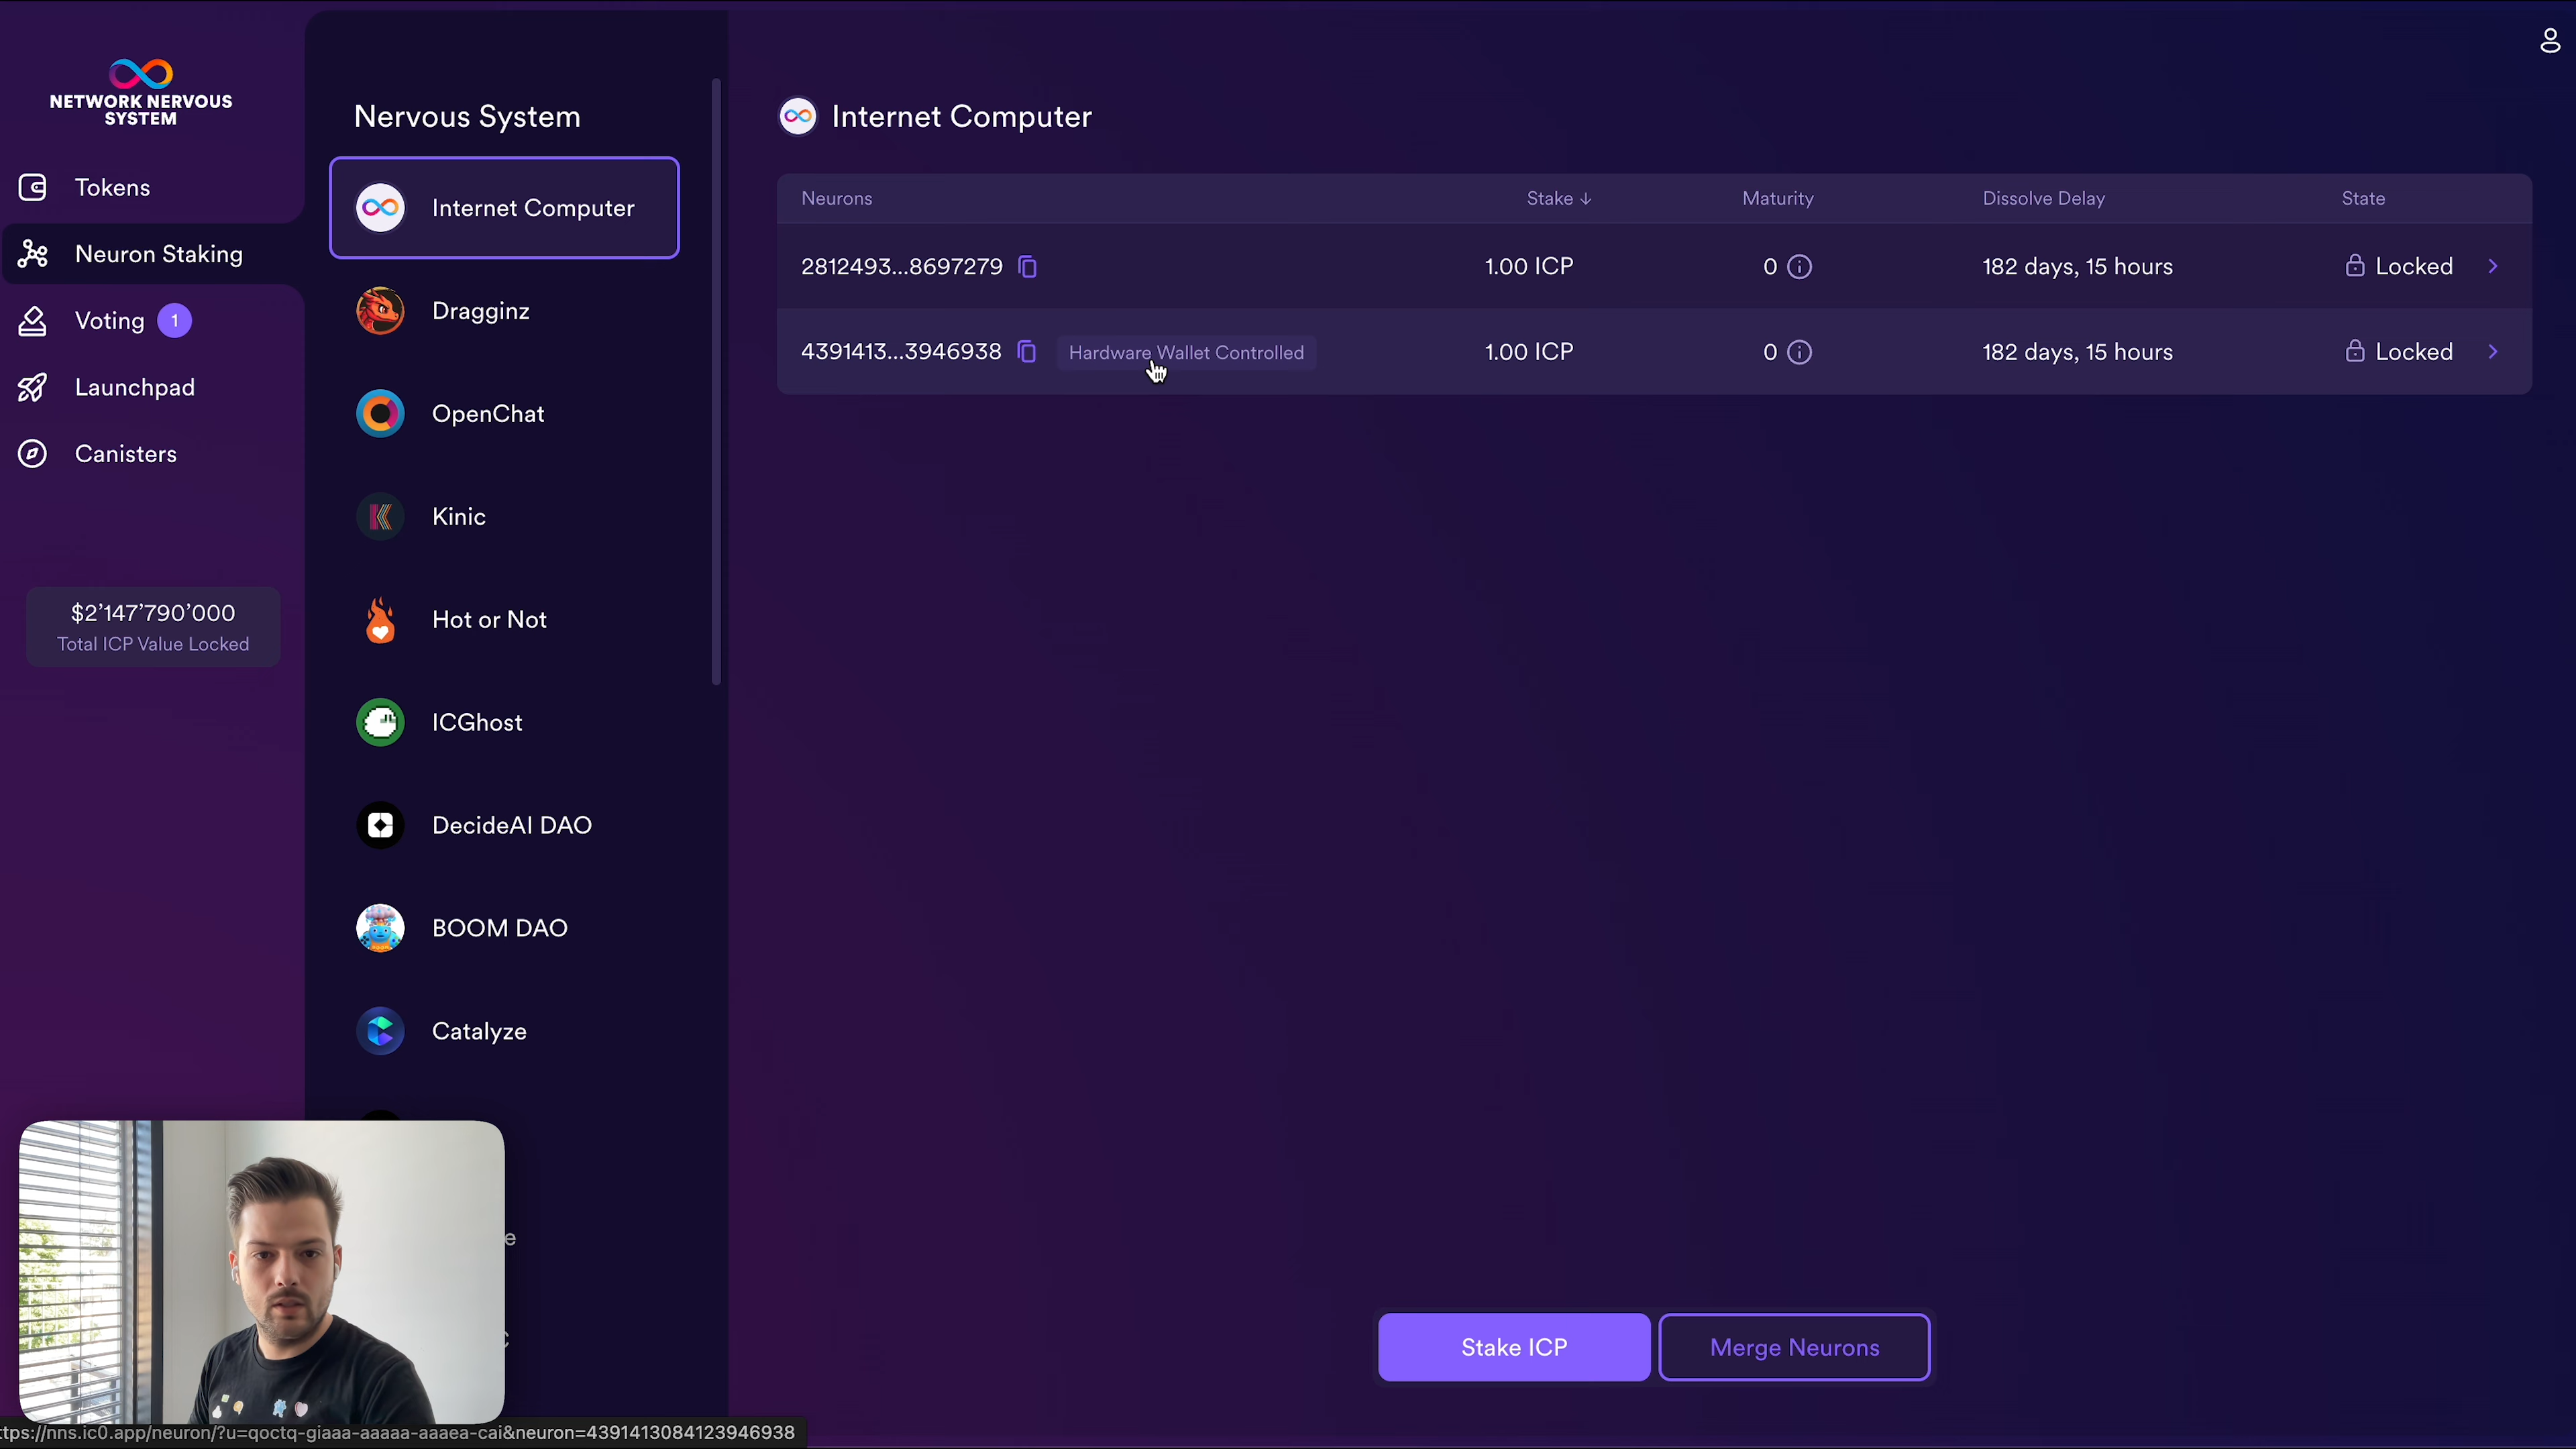 NETWORK NERVOUS
SYSTEM
Tokens
Neuron Staking
Voting 1
Launchpad
Canisters
$2’147’790’000
Total ICP Value Locked
Nervous System
Internet Computer
Dragginz
OpenChat
Kinic
Hot or Not
ICGhost
DecideAI DAO
BOOM DAO
Catalyze
Internet Computer
Neurons Stake ↓ Maturity Dissolve Delay State
2812493...8697279 1.00 ICP 0 182 days, 15 hours Locked
4391413...3946938 Hardware Wallet Controlled 1.00 ICP 0 182 days, 15 hours Locked
Stake ICP
Merge Neurons
ttps://nns.ic0.app/neuron/?u=qoctq-giaaa-aaaaa-aaaea-cai&neuron=4391413084123946938